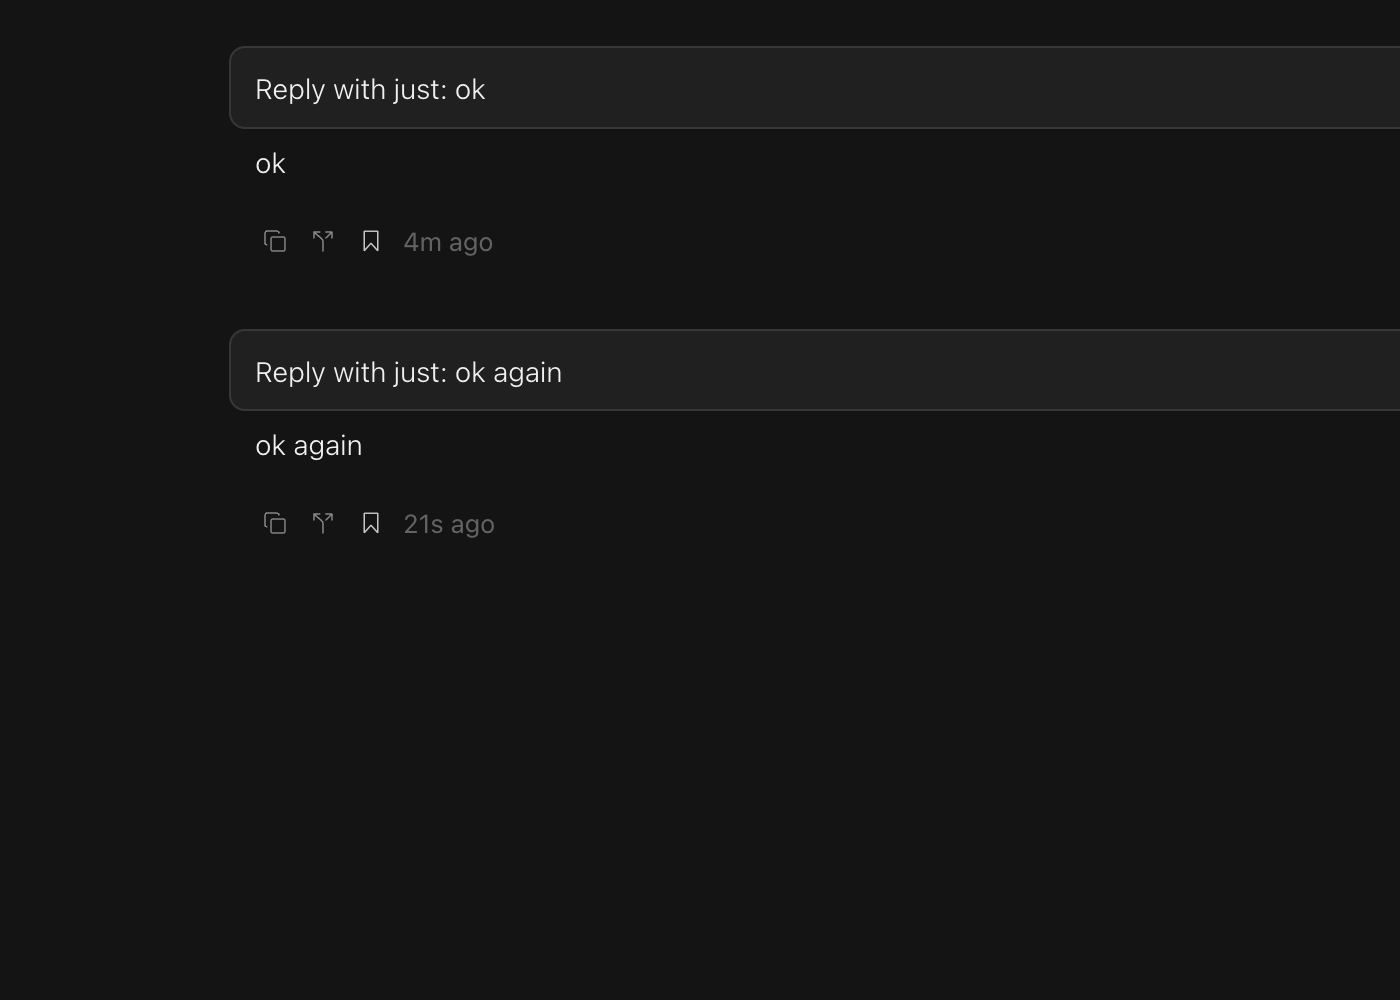 Reply with just: ok
ok
4m ago
Reply with just: ok again
ok again
21s ago